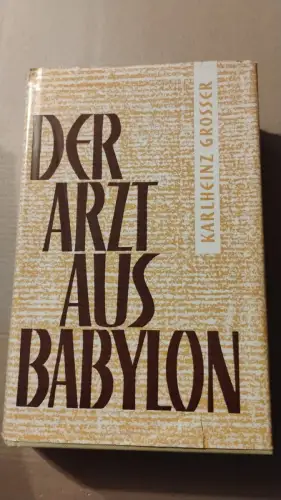 DER
ARZT
AUS
BABYLON
KARLHEINZ GROSSER